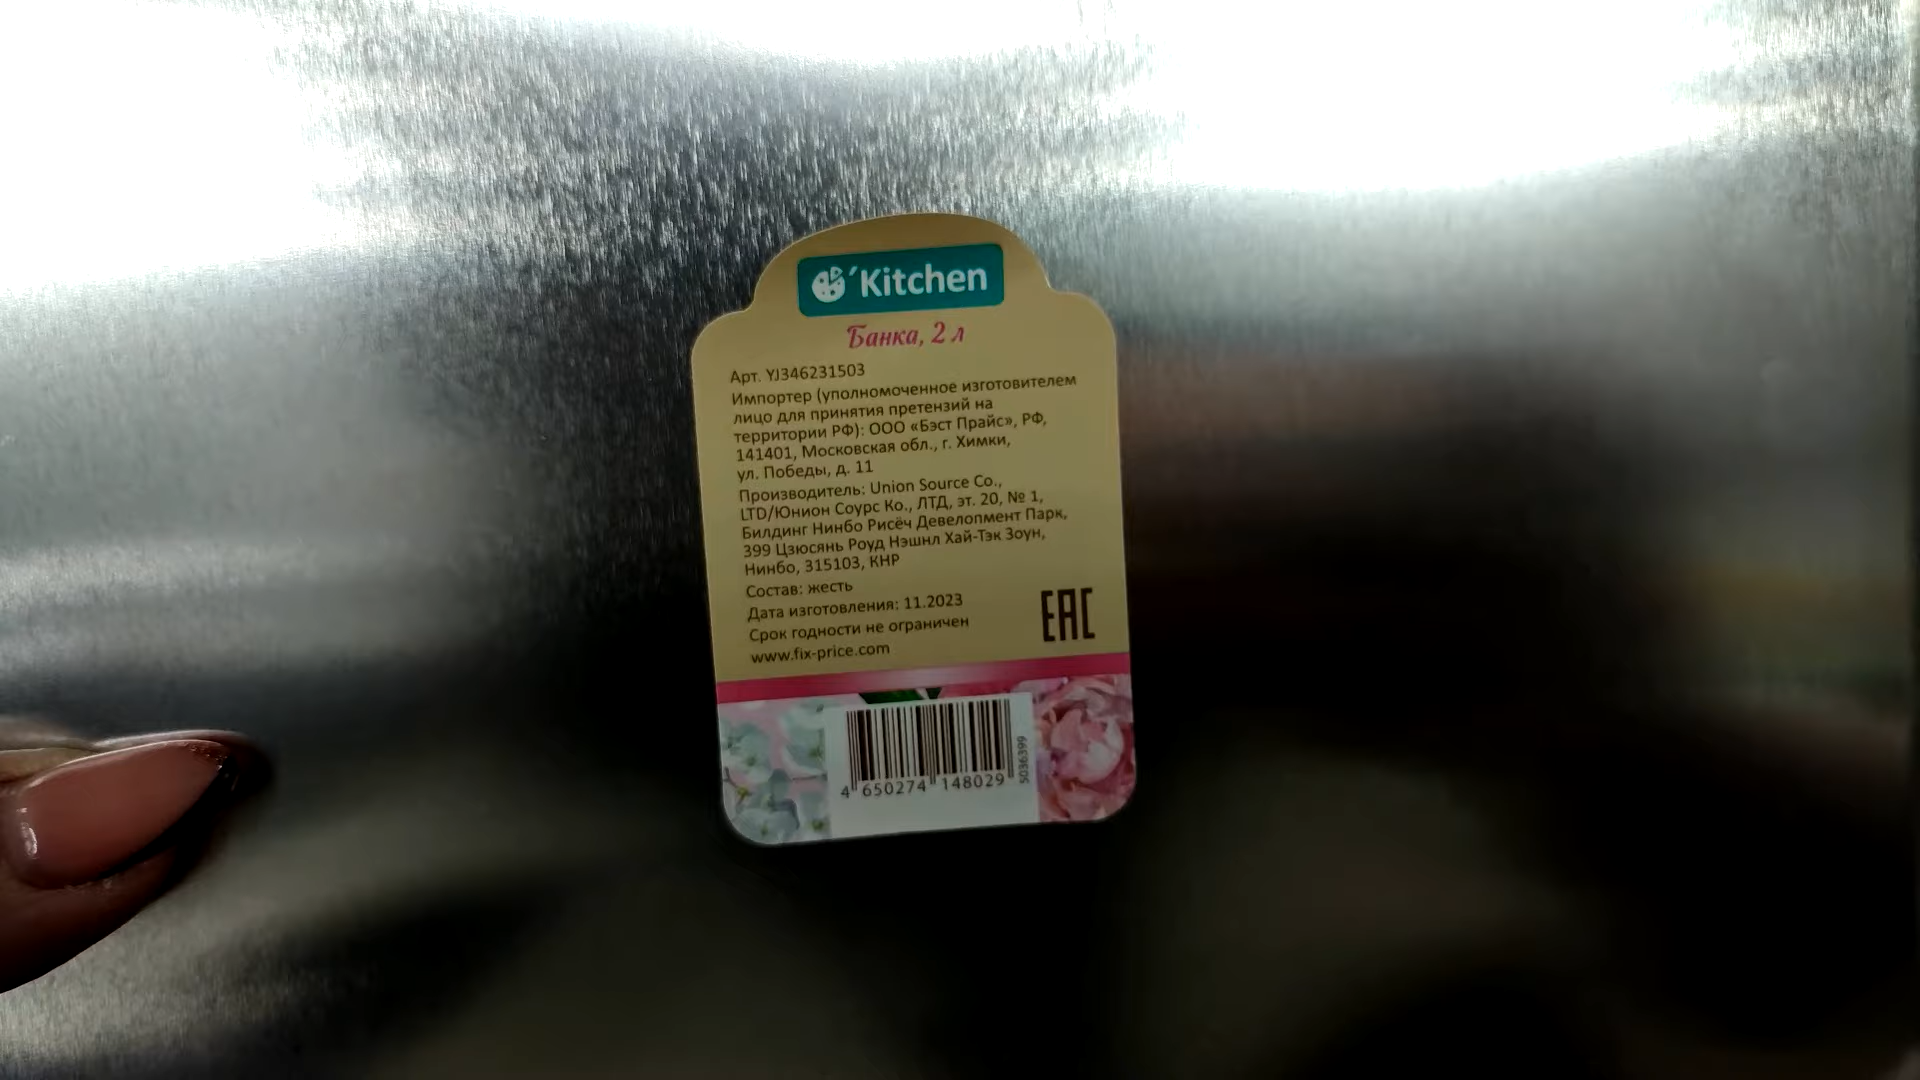 'Kitchen
Банка, 2 л
Арт. YJ346231503
Импортер (уполномоченное изготовителем
лицо для принятия претензий на
территории РФ): ООО «Бэст Прайс», РФ,
141401, Московская обл., г. Химки,
ул. Победы, д. 11
Производитель: Union Source Co.,
LTD/Юнион Соурс Ко., ЛТД, эт. 20, № 1,
Билдинг Нинбо Рисёч Девелопмент Парк,
399 Цзюсянь Роуд Нэшнл Хай-Тэк Зоун,
Нинбо, 315103, КНР
Состав: жесть
Дата изготовления: 11.2023
Срок годности не ограничен
www.fix-price.com
EAC
4 650274 148029
5036399